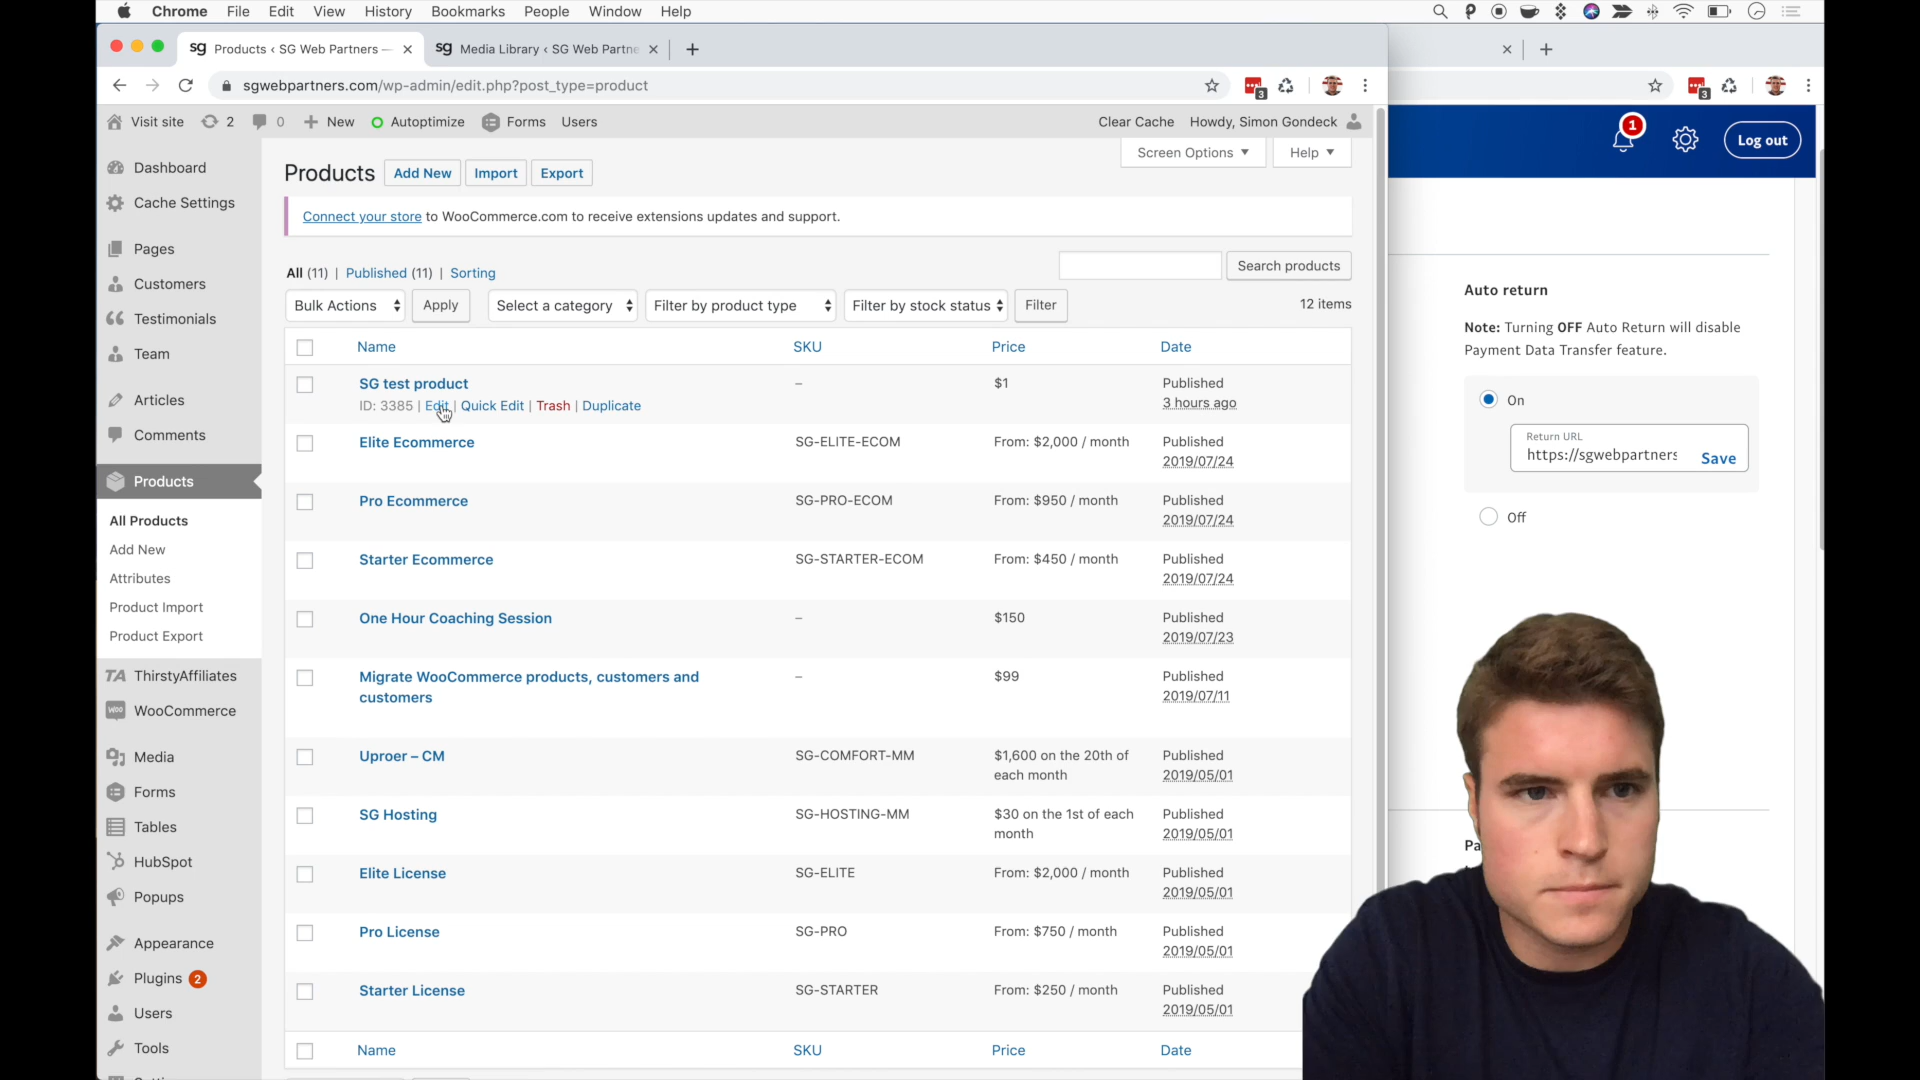 Chrome File Edit View History Bookmarks People Window Help
sg Products ‹ SG Web Partners —
sg Media Library ‹ SG Web Partne
sgwebpartners.com/wp-admin/edit.php?post_type=product
3
3
Visit site 2 0 New Autoptimize Forms Users Clear Cache Howdy, Simon Gondeck
1 Log out
Screen Options Help
Dashboard
Cache Settings
Pages
Customers
Testimonials
Team
Articles
Comments
Products
All Products
Add New
Attributes
Product Import
Product Export
TA ThirstyAffiliates
Woo WooCommerce
Media
Forms
Tables
HubSpot
Popups
Appearance
Plugins 2
Users
Tools
Products Add New Import Export
Connect your store to WooCommerce.com to receive extensions updates and support.
All (11) | Published (11) | Sorting
Search products
Bulk Actions Apply Select a category Filter by product type Filter by stock status Filter 12 items
Name SKU Price Date
SG test product – $1 Published
ID: 3385 | Edit | Quick Edit | Trash | Duplicate 3 hours ago
Elite Ecommerce SG-ELITE-ECOM From: $2,000 / month Published
2019/07/24
Pro Ecommerce SG-PRO-ECOM From: $950 / month Published
2019/07/24
Starter Ecommerce SG-STARTER-ECOM From: $450 / month Published
2019/07/24
One Hour Coaching Session – $150 Published
2019/07/23
Migrate WooCommerce products, customers and – $99 Published
customers 2019/07/11
Uproer – CM SG-COMFORT-MM $1,600 on the 20th of Published
each month 2019/05/01
SG Hosting SG-HOSTING-MM $30 on the 1st of each Published
month 2019/05/01
Elite License SG-ELITE From: $2,000 / month Published
2019/05/01
Pro License SG-PRO From: $750 / month Published
2019/05/01
Starter License SG-STARTER From: $250 / month Published
2019/05/01
Name SKU Price Date
Auto return
Note: Turning OFF Auto Return will disable
Payment Data Transfer feature.
On
Return URL
https://sgwebpartners Save
Off
Pa